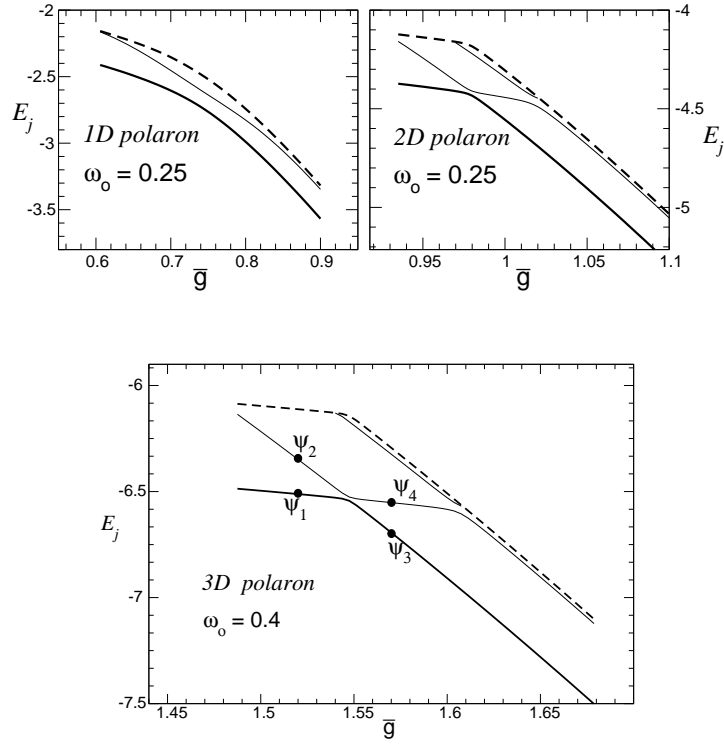 -2
-2.5
-3
-3.5
E_j
1D polaron
ω_o = 0.25
0.6 0.7 0.8 0.9
g̅
-4
-4.5
-5
E_j
2D polaron
ω_o = 0.25
0.95 1 1.05 1.1
g̅
-6
-6.5
-7
-7.5
E_j
ψ_2
ψ_1
ψ_4
ψ_3
3D polaron
ω_o = 0.4
1.45 1.5 1.55 1.6 1.65
g̅